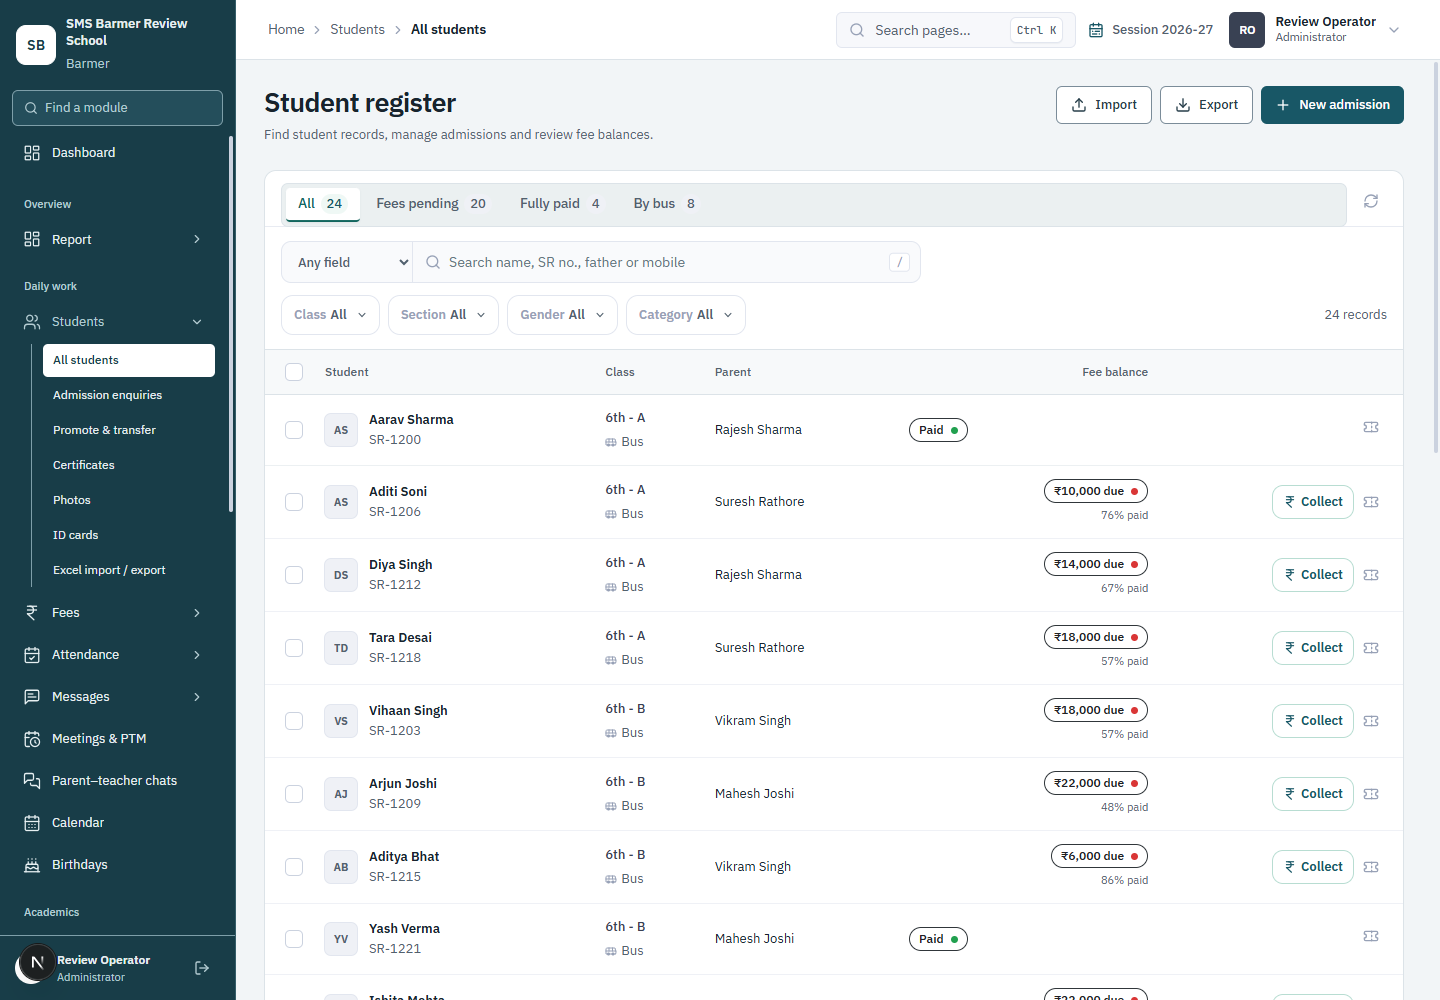 SB
SMS Barmer Review
School
Barmer
Find a module
Dashboard
Overview
Report
Daily work
Students
All students
Admission enquiries
Promote & transfer
Certificates
Photos
ID cards
Excel import / export
Fees
Attendance
Messages
Meetings & PTM
Parent–teacher chats
Calendar
Birthdays
Academics
N
Review Operator
Administrator
Home > Students > All students
Search pages... Ctrl K
Session 2026-27
RO
Review Operator
Administrator
Student register
Find student records, manage admissions and review fee balances.
Import
Export
New admission
All 24
Fees pending 20
Fully paid 4
By bus 8
Any field
Search name, SR no., father or mobile /
Class All
Section All
Gender All
Category All
24 records
Student Class Parent Fee balance
AS Aarav Sharma 6th - A Rajesh Sharma Paid
SR-1200 Bus
AS Aditi Soni 6th - A Suresh Rathore ₹10,000 due ₹ Collect
SR-1206 Bus 76% paid
DS Diya Singh 6th - A Rajesh Sharma ₹14,000 due ₹ Collect
SR-1212 Bus 67% paid
TD Tara Desai 6th - A Suresh Rathore ₹18,000 due ₹ Collect
SR-1218 Bus 57% paid
VS Vihaan Singh 6th - B Vikram Singh ₹18,000 due ₹ Collect
SR-1203 Bus 57% paid
AJ Arjun Joshi 6th - B Mahesh Joshi ₹22,000 due ₹ Collect
SR-1209 Bus 48% paid
AB Aditya Bhat 6th - B Vikram Singh ₹6,000 due ₹ Collect
SR-1215 Bus 86% paid
YV Yash Verma 6th - B Mahesh Joshi Paid
SR-1221 Bus
Ishita Mehta ₹22,000 due